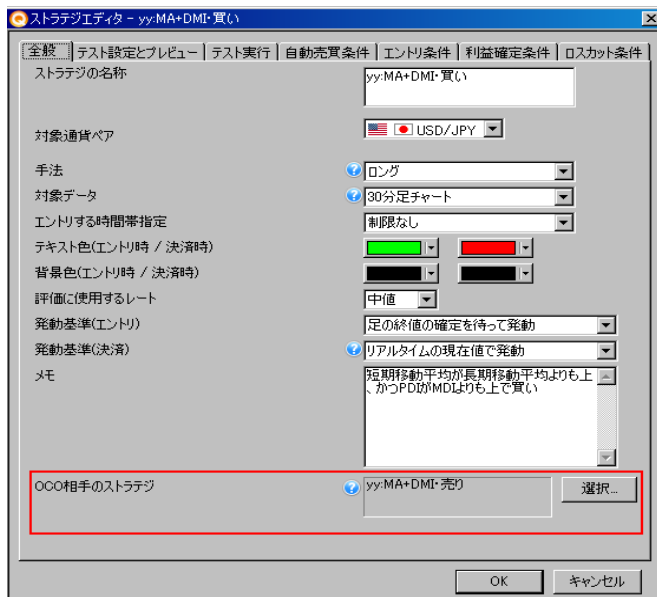 ストラテジエディタ - yy:MA+DMI・買い
全般 テスト設定とプレビュー テスト実行 自動売買条件 エントリ条件 利益確定条件 ロスカット条件
ストラテジの名称 yy:MA+DMI・買い
対象通貨ペア USD/JPY
手法 ? ロング
対象データ ? 30分足チャート
エントリする時間帯指定 制限なし
テキスト色(エントリ時 / 決済時)
背景色(エントリ時 / 決済時)
評価に使用するレート 中値
発動基準(エントリ) 足の終値の確定を待って発動
発動基準(決済) ? リアルタイムの現在値で発動
メモ 短期移動平均が長期移動平均よりも上
、かつPDIがMDIよりも上で買い
OCO相手のストラテジ ? yy:MA+DMI・売り 選択...
OK キャンセル